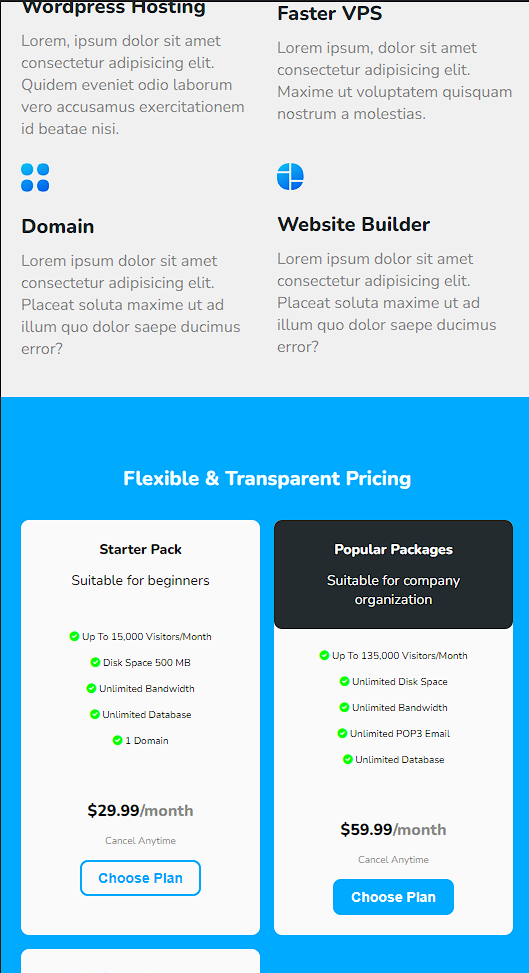 Wordpress Hosting
Lorem, ipsum dolor sit amet
consectetur adipisicing elit.
Quidem eveniet odio laborum
vero accusamus exercitationem
id beatae nisi.
Faster VPS
Lorem ipsum, dolor sit amet
consectetur adipisicing elit.
Maxime ut voluptatem quisquam
nostrum a molestias.
Domain
Lorem ipsum dolor sit amet
consectetur adipisicing elit.
Placeat soluta maxime ut ad
illum quo dolor saepe ducimus
error?
Website Builder
Lorem ipsum dolor sit amet
consectetur adipisicing elit.
Placeat soluta maxime ut ad
illum quo dolor saepe ducimus
error?
Flexible & Transparent Pricing
Starter Pack
Suitable for beginners
Up To 15,000 Visitors/Month
Disk Space 500 MB
Unlimited Bandwidth
Unlimited Database
1 Domain
$29.99/month
Cancel Anytime
Choose Plan
Popular Packages
Suitable for company
organization
Up To 135,000 Visitors/Month
Unlimited Disk Space
Unlimited Bandwidth
Unlimited POP3 Email
Unlimited Database
$59.99/month
Cancel Anytime
Choose Plan